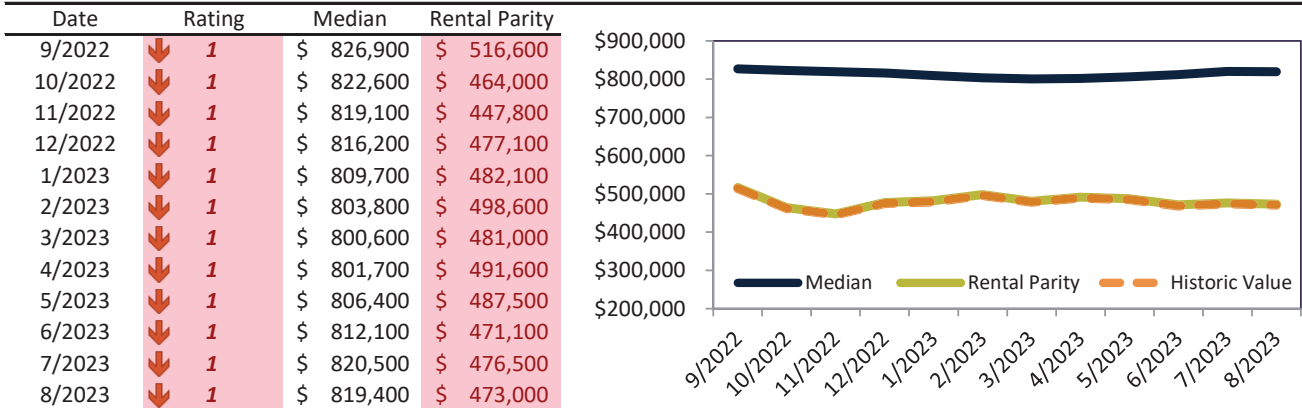 Date Rating Median Rental Parity
9/2022 1 $ 826,900 $ 516,600
10/2022 1 $ 822,600 $ 464,000
11/2022 1 $ 819,100 $ 447,800
12/2022 1 $ 816,200 $ 477,100
1/2023 1 $ 809,700 $ 482,100
2/2023 1 $ 803,800 $ 498,600
3/2023 1 $ 800,600 $ 481,000
4/2023 1 $ 801,700 $ 491,600
5/2023 1 $ 806,400 $ 487,500
6/2023 1 $ 812,100 $ 471,100
7/2023 1 $ 820,500 $ 476,500
8/2023 1 $ 819,400 $ 473,000
$900,000
$800,000
$700,000
$600,000
$500,000
$400,000
$300,000
$200,000
Median Rental Parity Historic Value
9/2022 10/2022 11/2022 12/2022 1/2023 2/2023 3/2023 4/2023 5/2023 6/2023 7/2023 8/2023